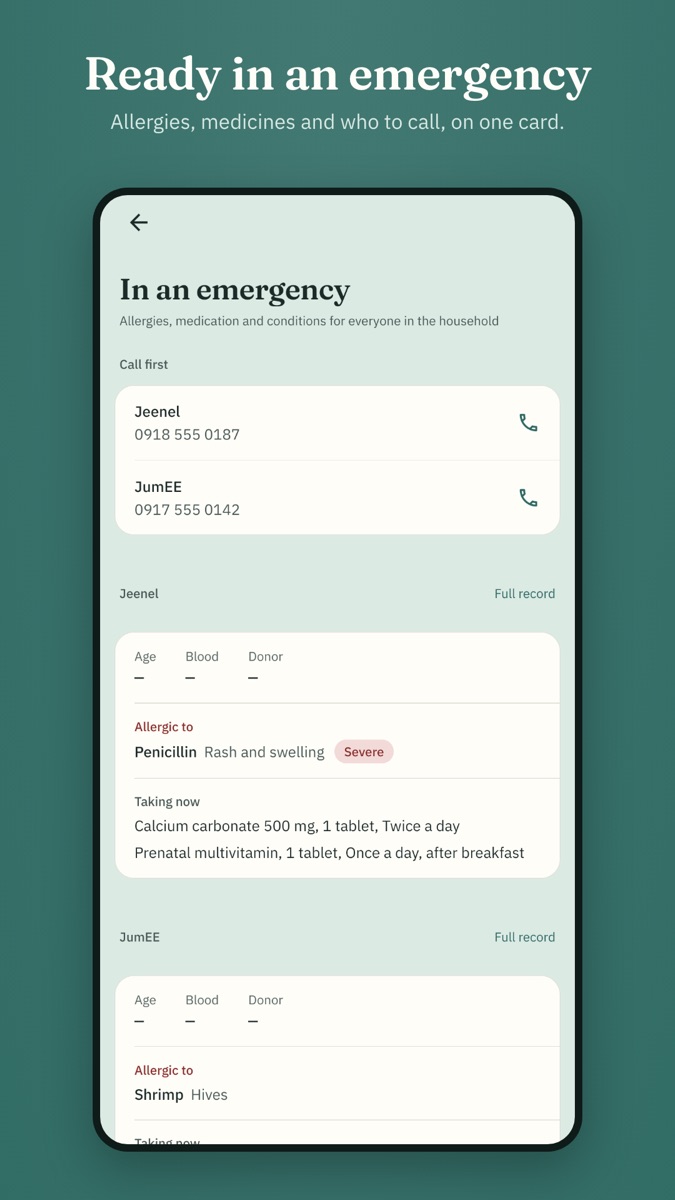 Ready in an emergency
Allergies, medicines and who to call, on one card.
In an emergency
Allergies, medication and conditions for everyone in the household
Call first
Jeenel
0918 555 0187
JumEE
0917 555 0142
Jeenel Full record
Age Blood Donor
– – –
Allergic to
Penicillin Rash and swelling Severe
Taking now
Calcium carbonate 500 mg, 1 tablet, Twice a day
Prenatal multivitamin, 1 tablet, Once a day, after breakfast
JumEE Full record
Age Blood Donor
– – –
Allergic to
Shrimp Hives
Taking now